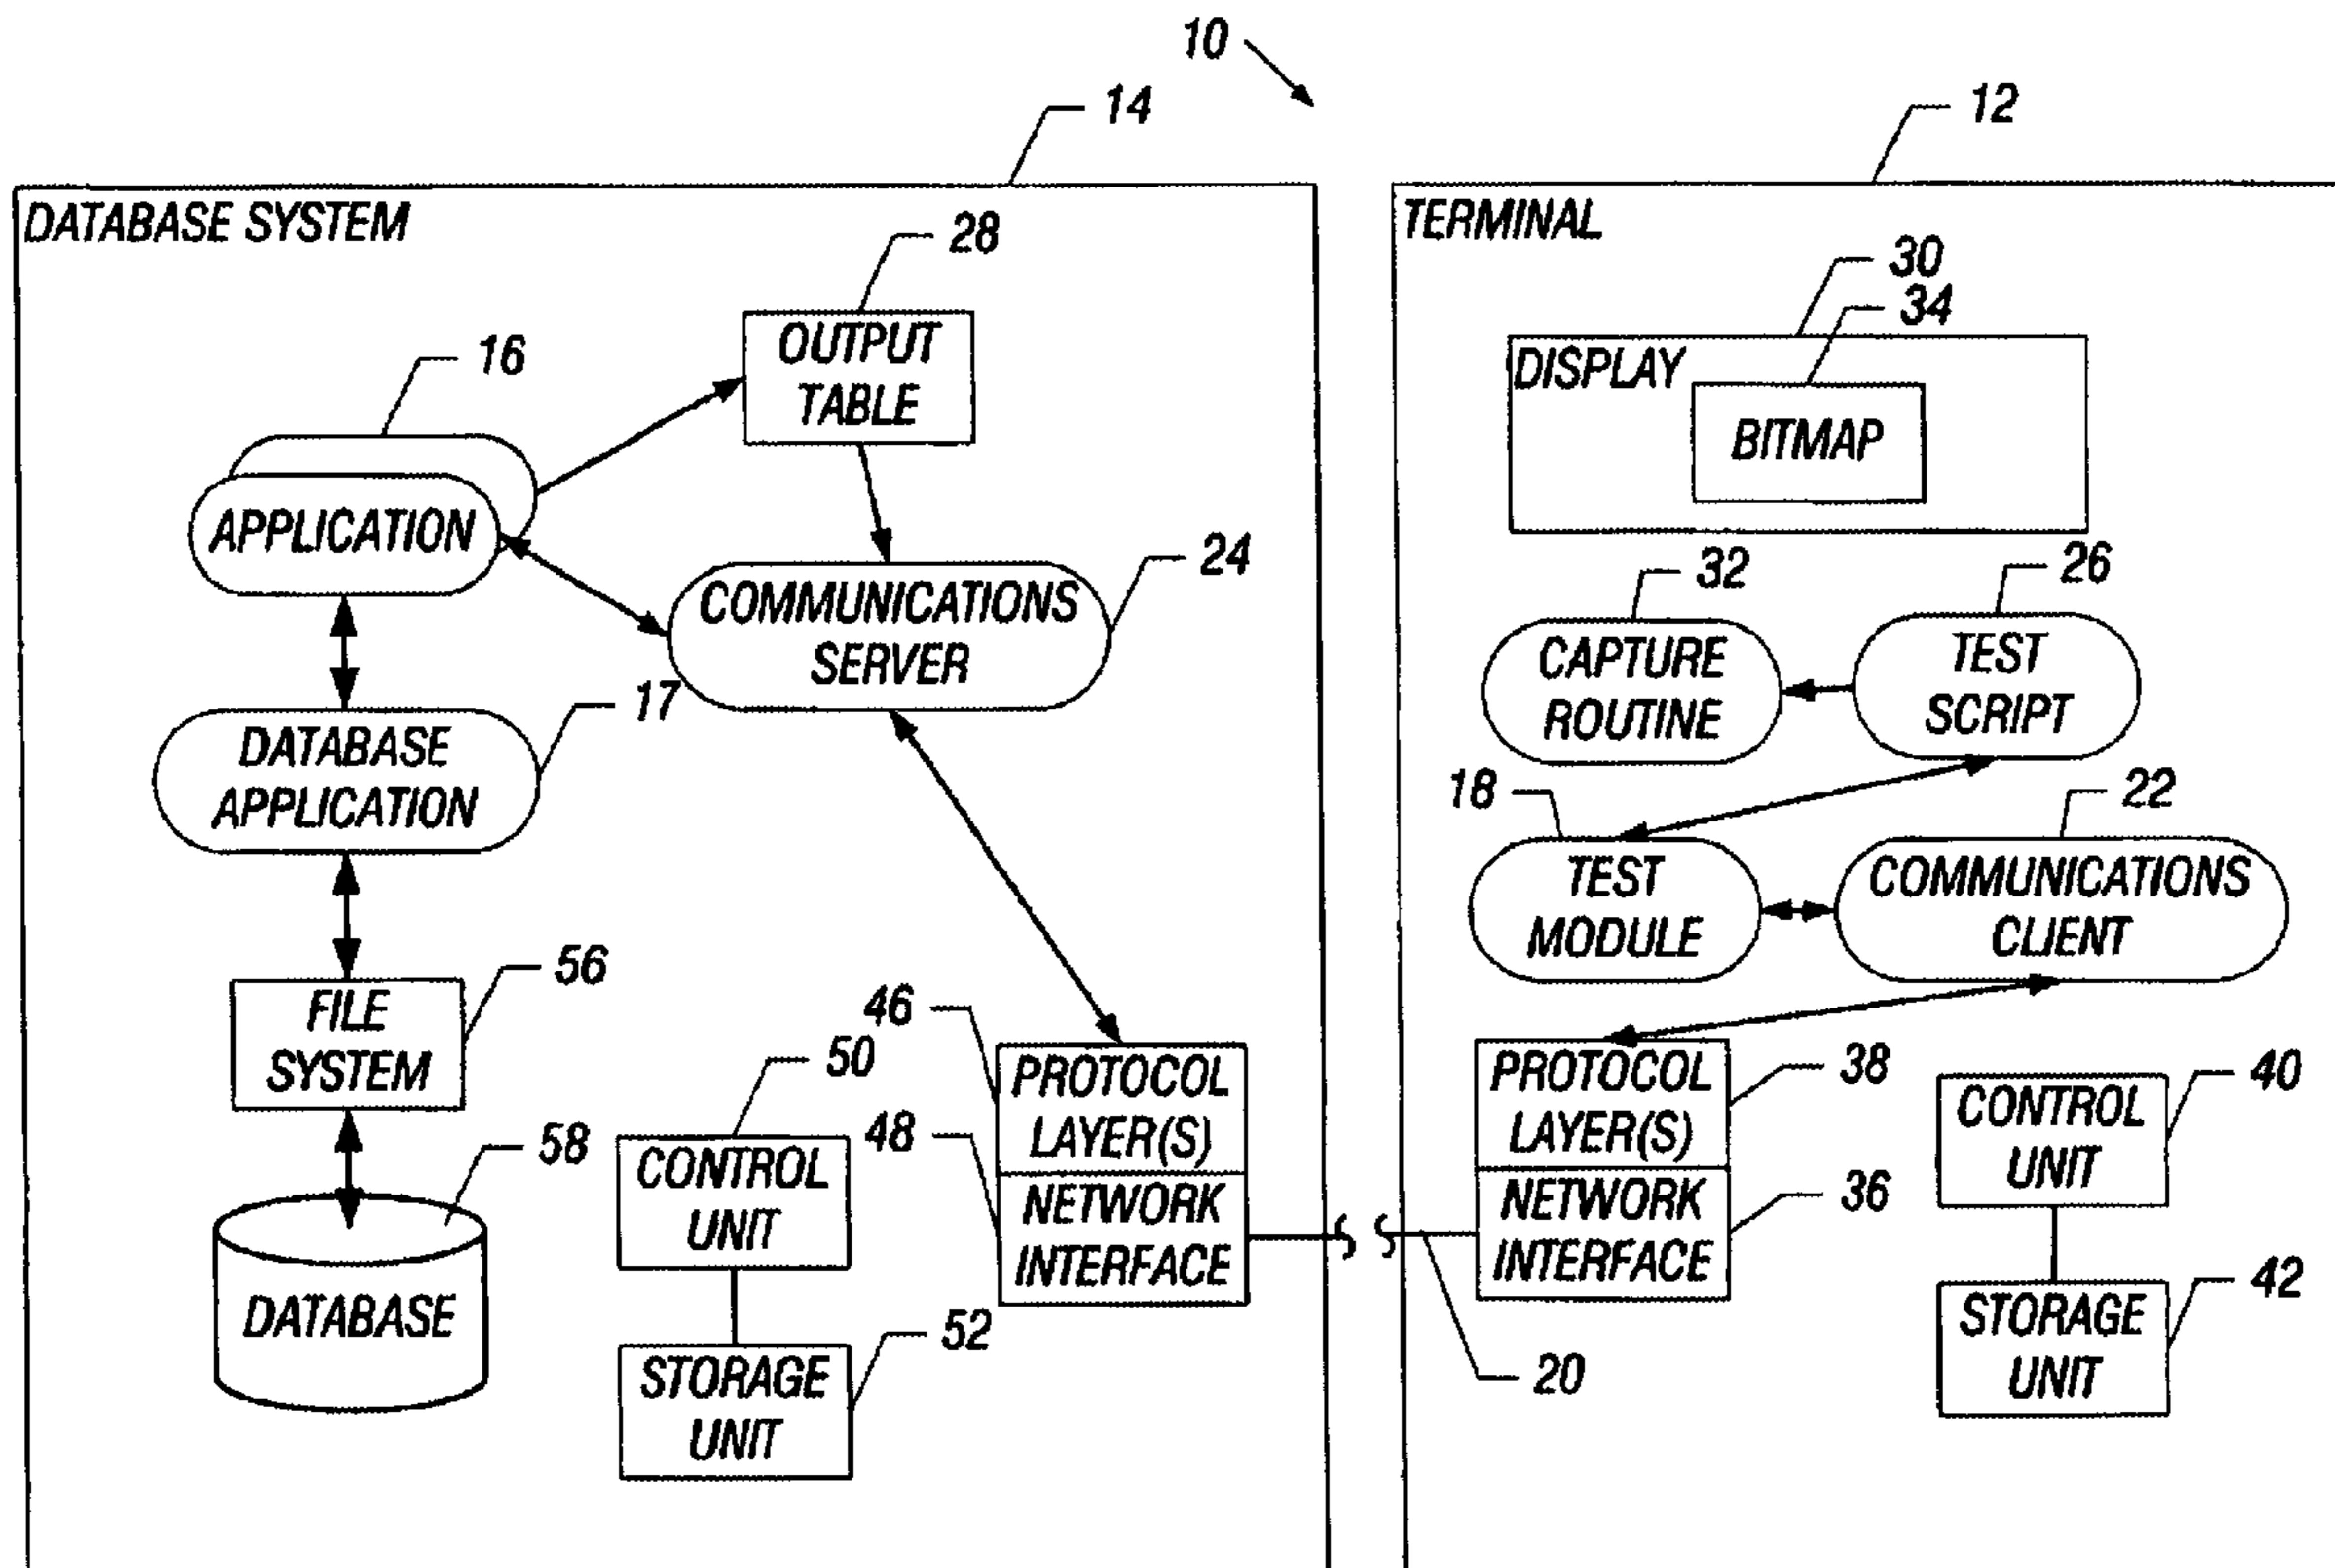 10
14
12
DATABASE SYSTEM
28
OUTPUT
TABLE
16
APPLICATION
24
COMMUNICATIONS
SERVER
17
DATABASE
APPLICATION
56
FILE
SYSTEM
58
DATABASE
50
CONTROL
UNIT
52
STORAGE
UNIT
46
PROTOCOL
LAYER(S)
48
NETWORK
INTERFACE
TERMINAL
30
34
DISPLAY
BITMAP
32
CAPTURE
ROUTINE
26
TEST
SCRIPT
18
TEST
MODULE
22
COMMUNICATIONS
CLIENT
PROTOCOL
LAYER(S)
38
NETWORK
INTERFACE
36
20
40
CONTROL
UNIT
42
STORAGE
UNIT